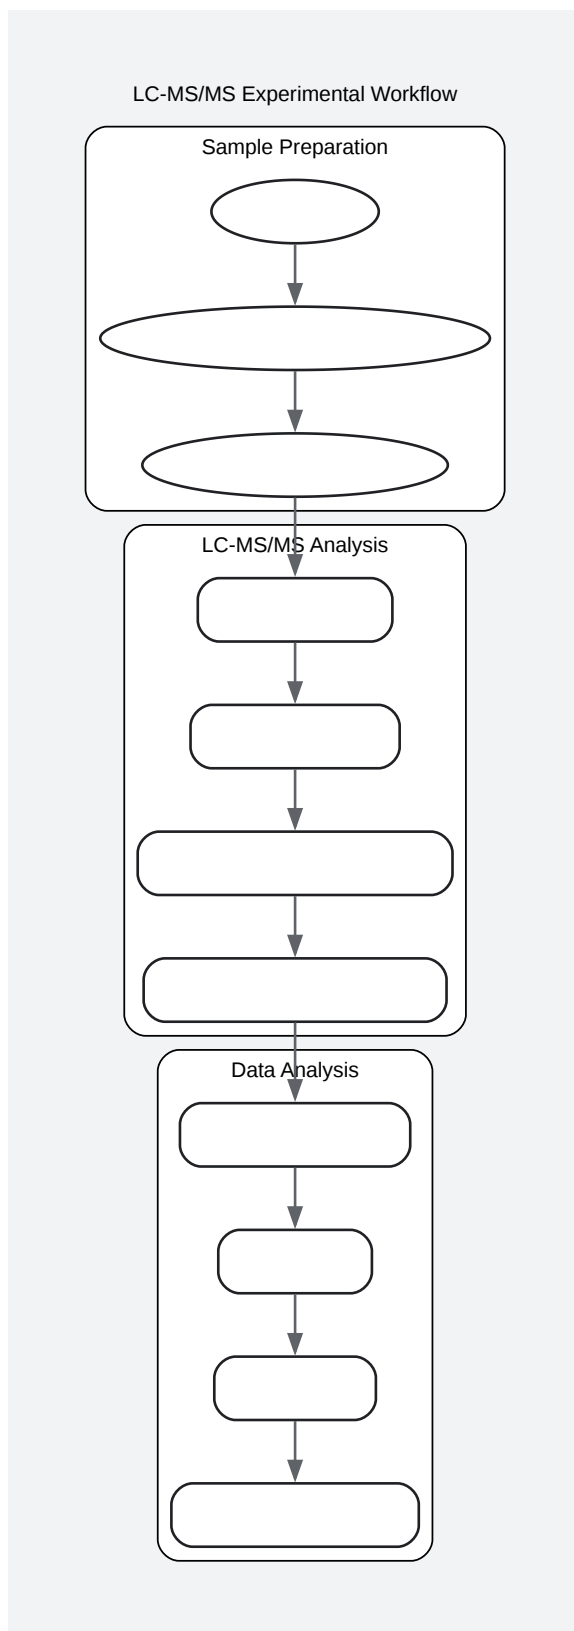 LC-MS/MS Experimental Workflow
Sample Preparation
LC-MS/MS Analysis
Data Analysis